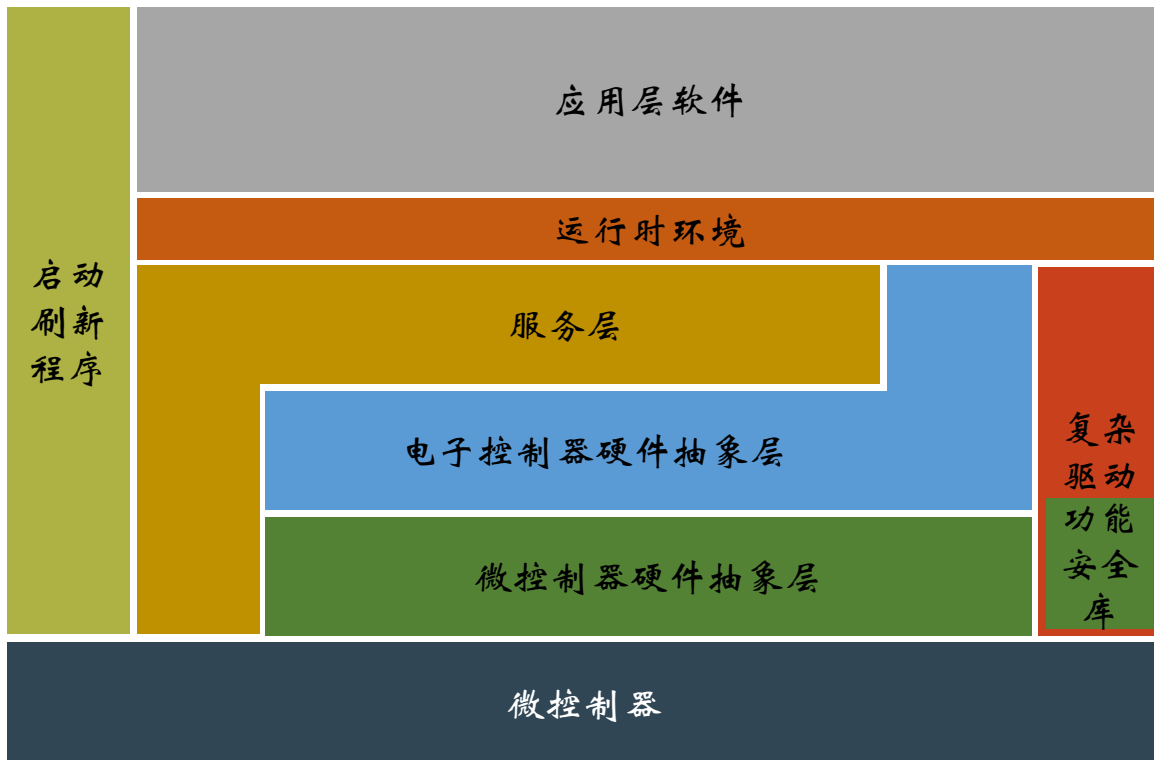 应用层软件
运行时环境
启动
刷新
程序
服务层
电子控制器硬件抽象层
复杂
驱动
功能
安全
库
微控制器硬件抽象层
微控制器